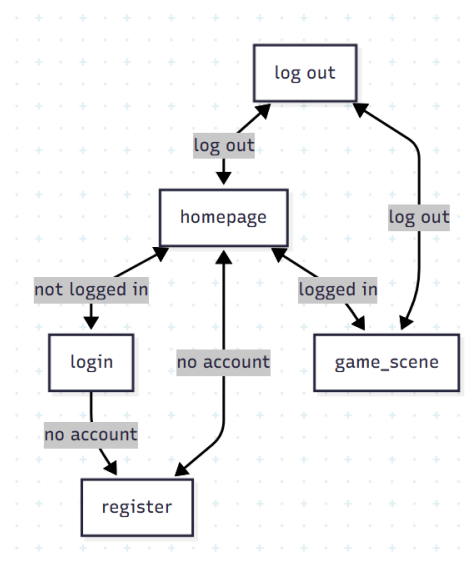 log out
log out
homepage
log out
not logged in
logged in
login
no account
game_scene
no account
register